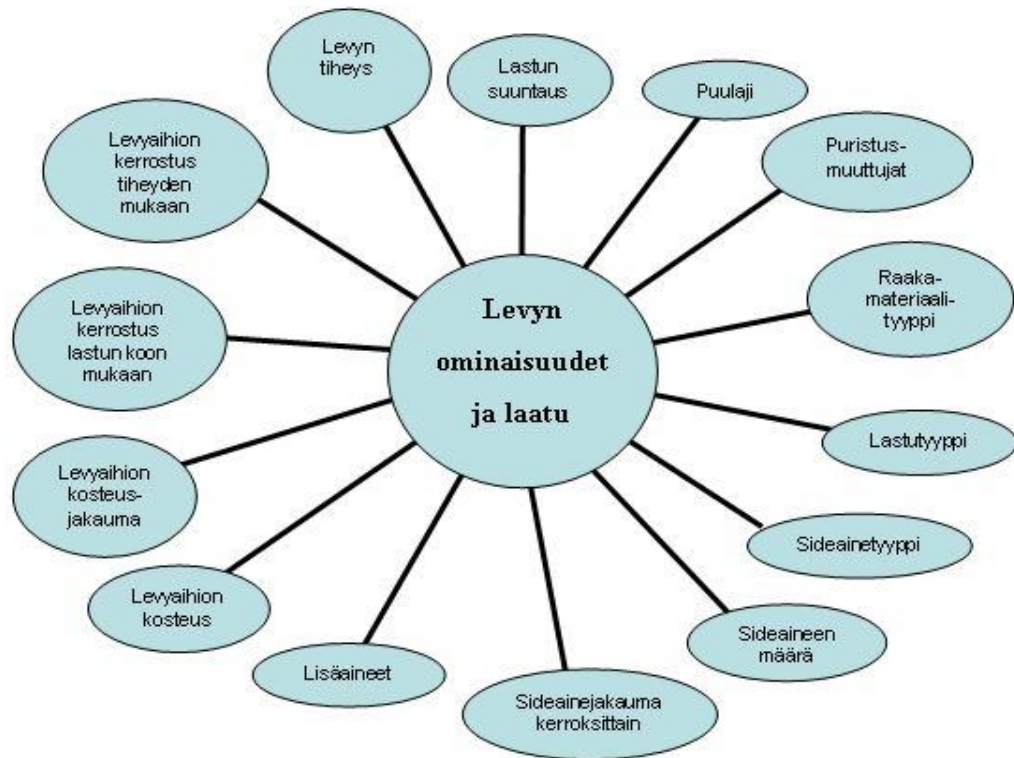 Levyn
tiheys
Lastun
suuntaus
Puulaji
Puristus-
muuttujat
Raaka-
materiaali-
tyyppi
Lastutyyppi
Sideainetyyppi
Sideaineen
määrä
Sideainejakauma
kerroksittain
Lisäaineet
Levyaihion
kosteus
Levyaihion
kosteus-
jakauma
Levyaihion
kerrostus
lastun koon
mukaan
Levyaihion
kerrostus
tiheyden
mukaan
Levyn
ominaisuudet
ja laatu